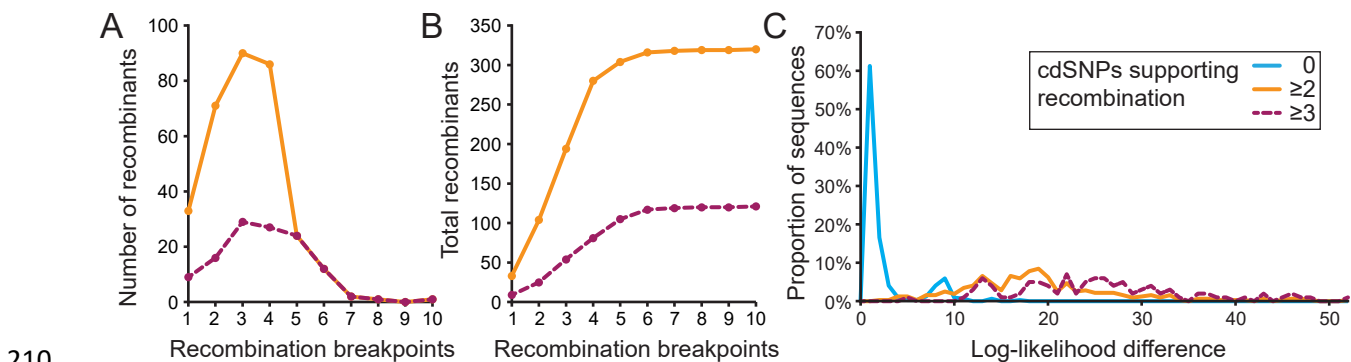 A
Number of recombinants
100
80
60
40
20
0
1 2 3 4 5 6 7 8 9 10
Recombination breakpoints
B
Total recombinants
350
300
250
200
150
100
50
0
1 2 3 4 5 6 7 8 9 10
Recombination breakpoints
C
Proportion of sequences
70%
60%
50%
40%
30%
20%
10%
0%
0 10 20 30 40 50
Log-likelihood difference
cdSNPs supporting
recombination
0
≥2
≥3
210